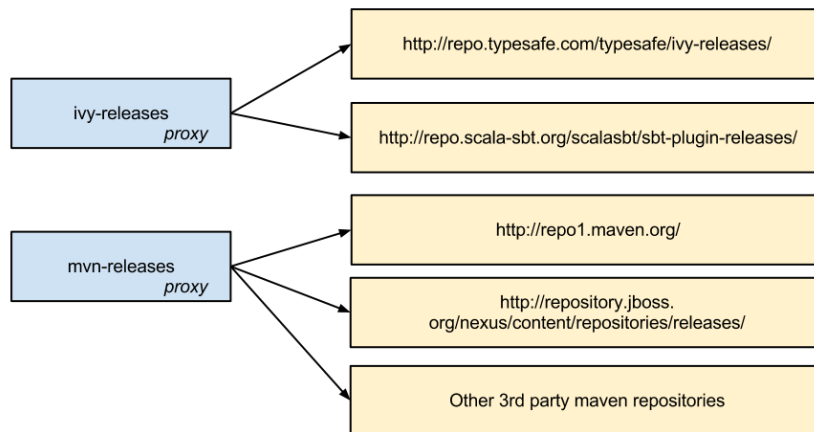 ivy-releases
proxy
http://repo.typesafe.com/typesafe/ivy-releases/
http://repo.scala-sbt.org/scalasbt/sbt-plugin-releases/
mvn-releases
proxy
http://repo1.maven.org/
http://repository.jboss.
org/nexus/content/repositories/releases/
Other 3rd party maven repositories